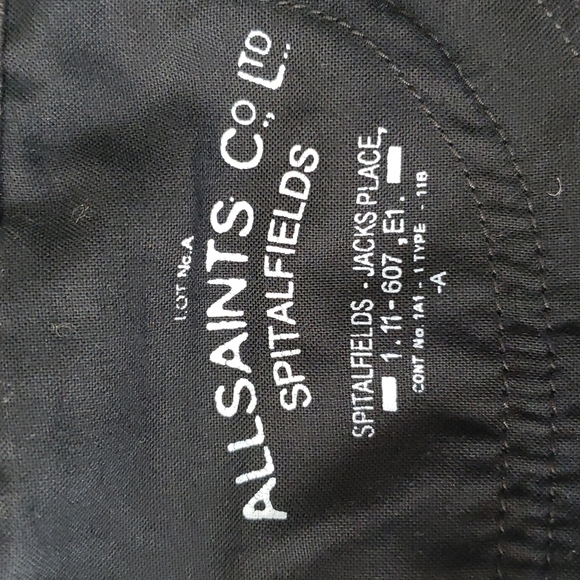 LOT No. A
ALLSAINTS Co., LTD..
SPITALFIELDS
SPITALFIELDS - JACKS PLACE,
1.11-607, E1.
CONT No. 1A1 - 1 TYPE - 11B
-A